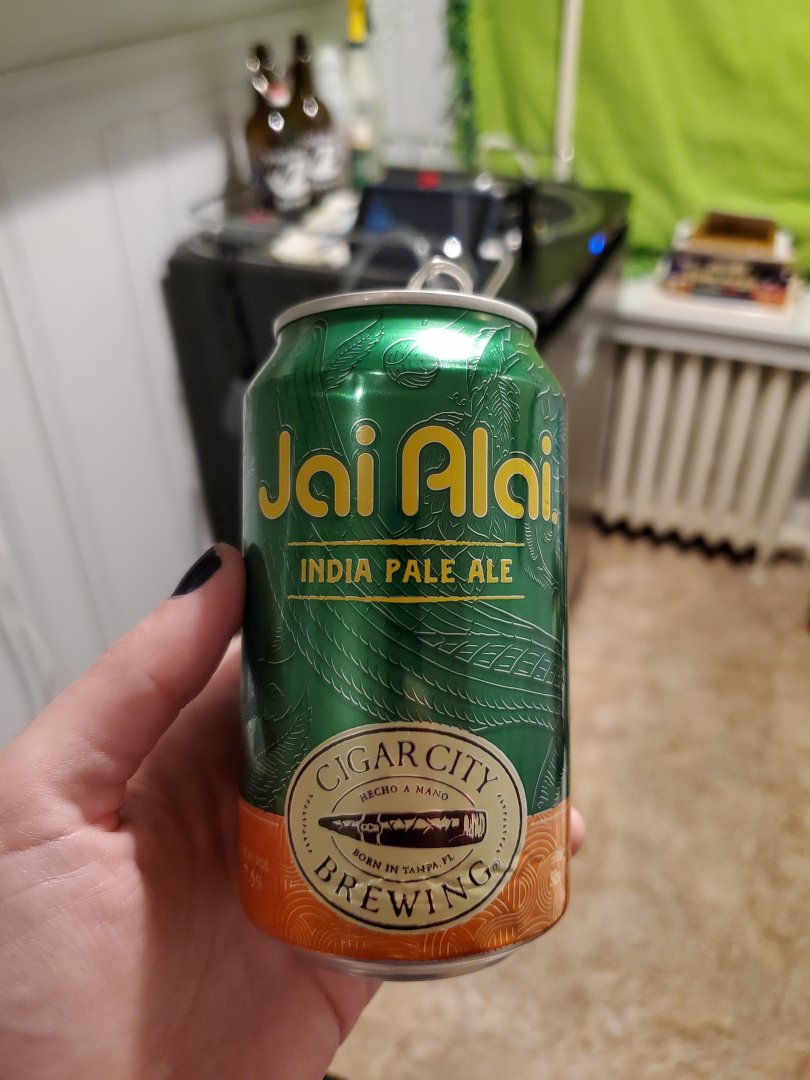 Jai Alai
INDIA PALE ALE
CIGAR CITY
HECHO A MANO
BORN IN TAMPA, FL
BREWING®